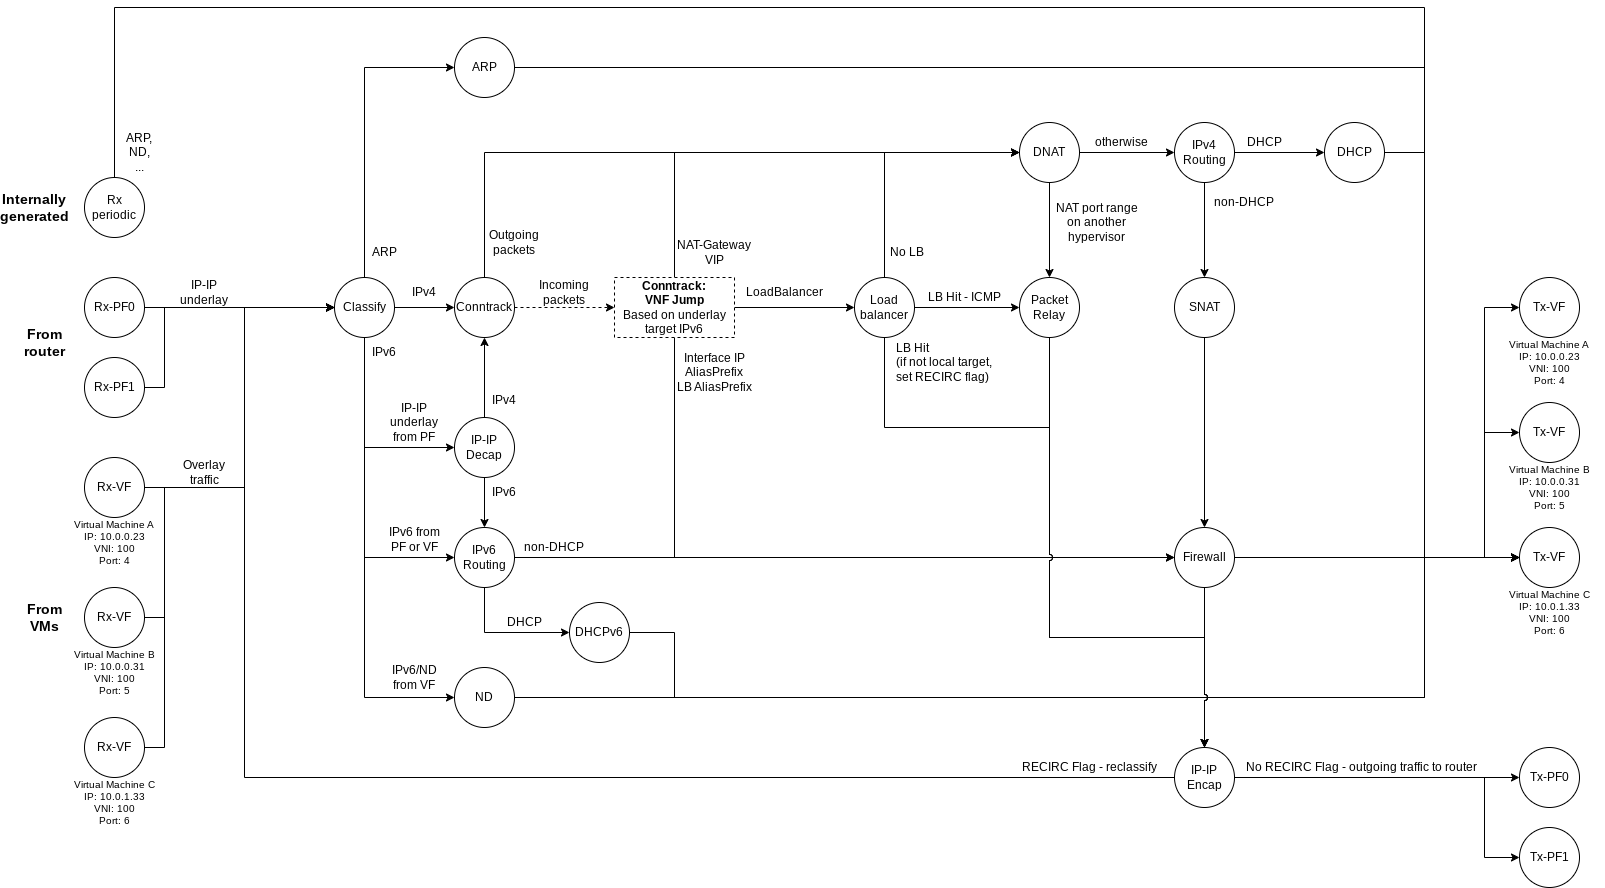 ARP
ARP,
ND,
...
DNAT
otherwise
IPv4
Routing
DHCP
DHCP
Internally
generated
Rx
periodic
NAT port range
on another
hypervisor
non-DHCP
ARP
Outgoing
packets
NAT-Gateway
VIP
No LB
From
router
Rx-PF0
IP-IP
underlay
Classify
IPv4
Conntrack
Incoming
packets
Conntrack:
VNF Jump
Based on underlay
target IPv6
LoadBalancer
Load
balancer
LB Hit - ICMP
Packet
Relay
SNAT
Tx-VF
Virtual Machine A
IP: 10.0.0.23
VNI: 100
Port: 4
Rx-PF1
IPv6
Interface IP
AliasPrefix
LB AliasPrefix
LB Hit
(if not local target,
set RECIRC flag)
IP-IP
underlay
from PF
IPv4
IP-IP
Decap
IPv6
Tx-VF
Virtual Machine B
IP: 10.0.0.31
VNI: 100
Port: 5
From
VMs
Rx-VF
Virtual Machine A
IP: 10.0.0.23
VNI: 100
Port: 4
Overlay
traffic
IPv6 from
PF or VF
IPv6
Routing
non-DHCP
Firewall
Tx-VF
Virtual Machine C
IP: 10.0.1.33
VNI: 100
Port: 6
Rx-VF
Virtual Machine B
IP: 10.0.0.31
VNI: 100
Port: 5
DHCP
DHCPv6
IPv6/ND
from VF
ND
Rx-VF
Virtual Machine C
IP: 10.0.1.33
VNI: 100
Port: 6
RECIRC Flag - reclassify
IP-IP
Encap
No RECIRC Flag - outgoing traffic to router
Tx-PF0
Tx-PF1